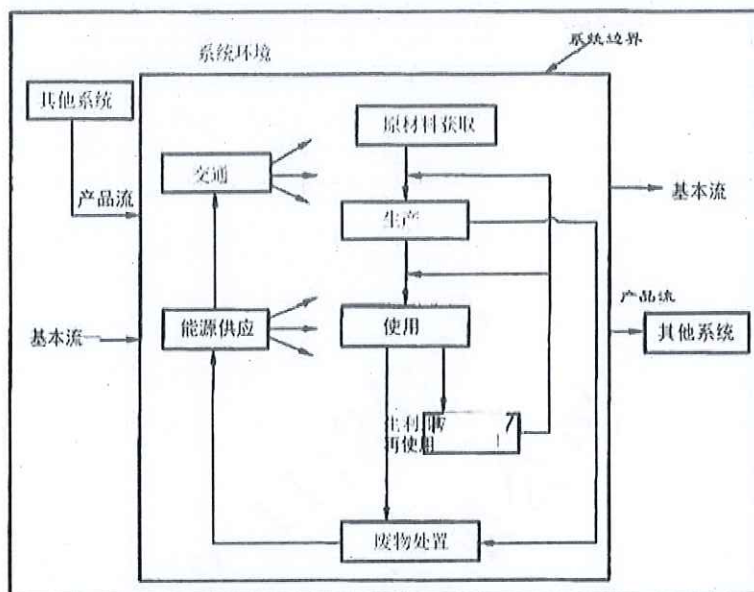 系统环境
系统边界
其他系统
原材料获取
交通
产品流
生产
基本流
产品流
能源供应
使用
基本流
其他系统
再使用
废物处置